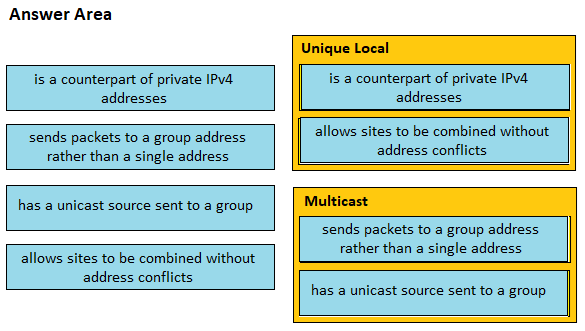 Answer Area
is a counterpart of private IPv4
addresses
sends packets to a group address
rather than a single address
has a unicast source sent to a group
allows sites to be combined without
address conflicts
Unique Local
is a counterpart of private IPv4
addresses
allows sites to be combined without
address conflicts
Multicast
sends packets to a group address
rather than a single address
has a unicast source sent to a group